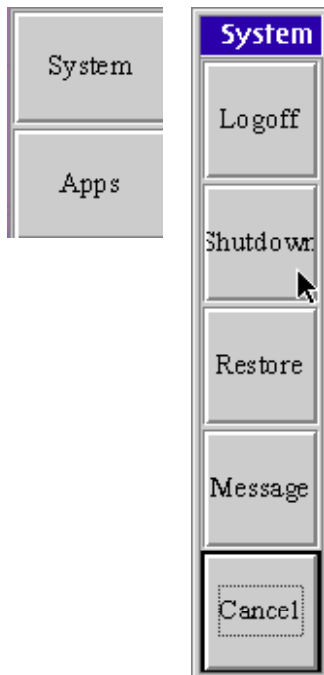 System
Apps
System
Logoff
Shutdown
Restore
Message
Cancel